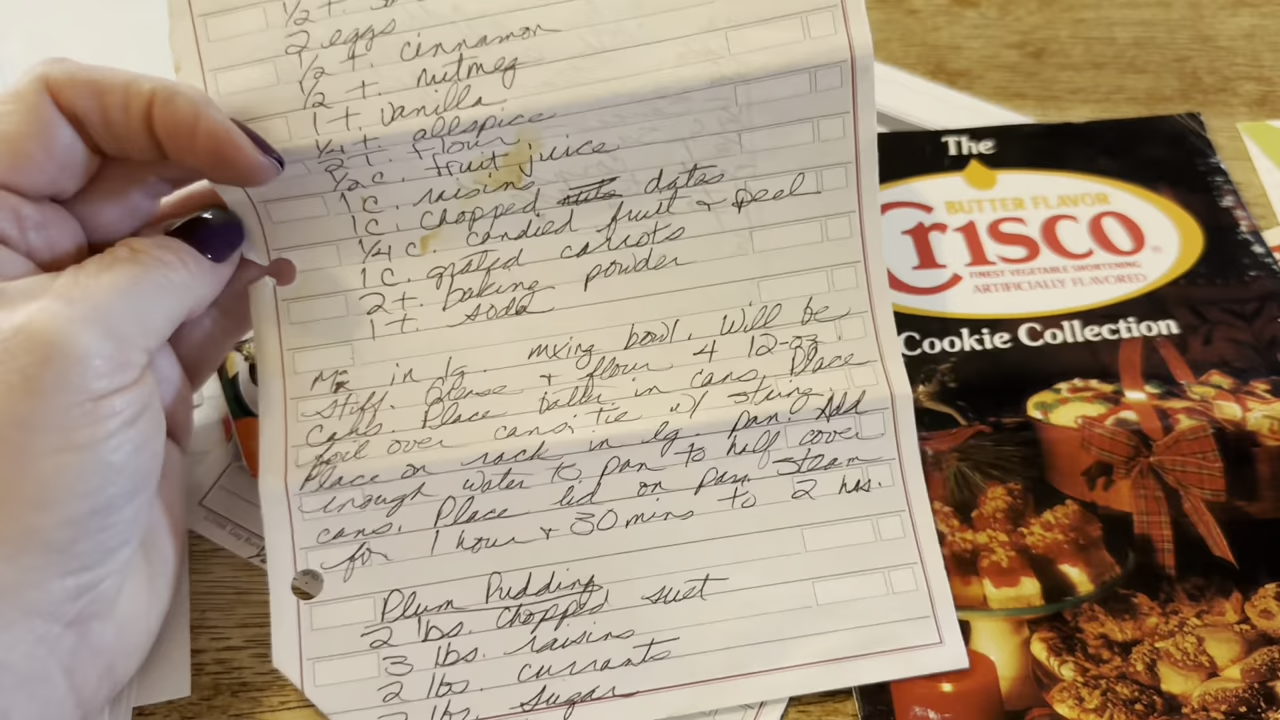 1/2 t.
2 eggs
1/2 t. cinnamon
1/2 t. nutmeg
1 t. vanilla
1/4 t. allspice
2 t. flour
1/2 c. fruit juice
1 c. raisins
1 c. chopped dates
1/4 c. candied fruit + peel
1 c. grated carrots
2 t. baking powder
1 t. soda
Mix in lg. mxing bowl. Will be
stiff. Grease + flour 4 12-oz
cans. Place batter in cans. Place
foil over cans, tie w/ string.
Place on rack in lg pan. Add
enough water to pan to half cover
cans. Place lid on pan. Steam
for 1 hour + 30 mins to 2 hrs.
Plum Pudding
2 lbs. chopped suet
3 lbs. raisins
2 lbs. currants
lbs. sugar
The
BUTTER FLAVOR
Crisco
FINEST VEGETABLE SHORTENING
ARTIFICIALLY FLAVORED
Cookie Collection